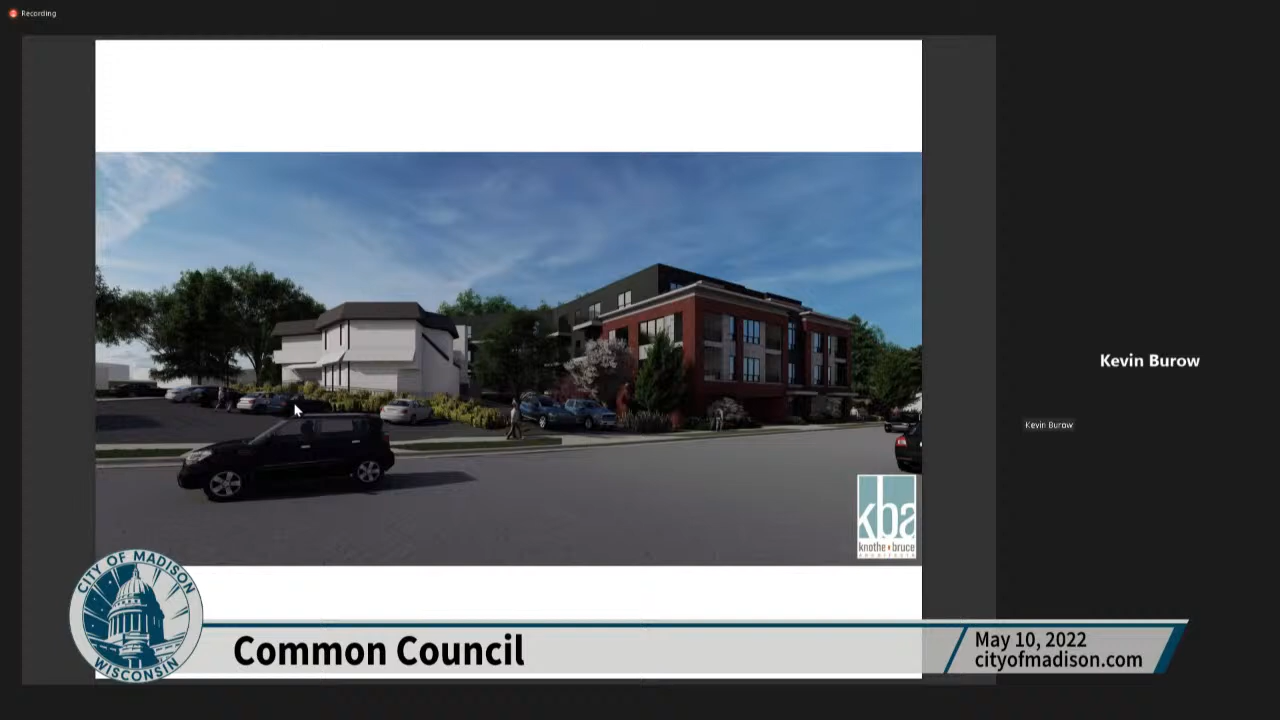 Recording
Kevin Burow
Kevin Burow
kba
knothe • bruce
ARCHITECTS
CITY OF MADISON
WISCONSIN
Common Council
May 10, 2022
cityofmadison.com